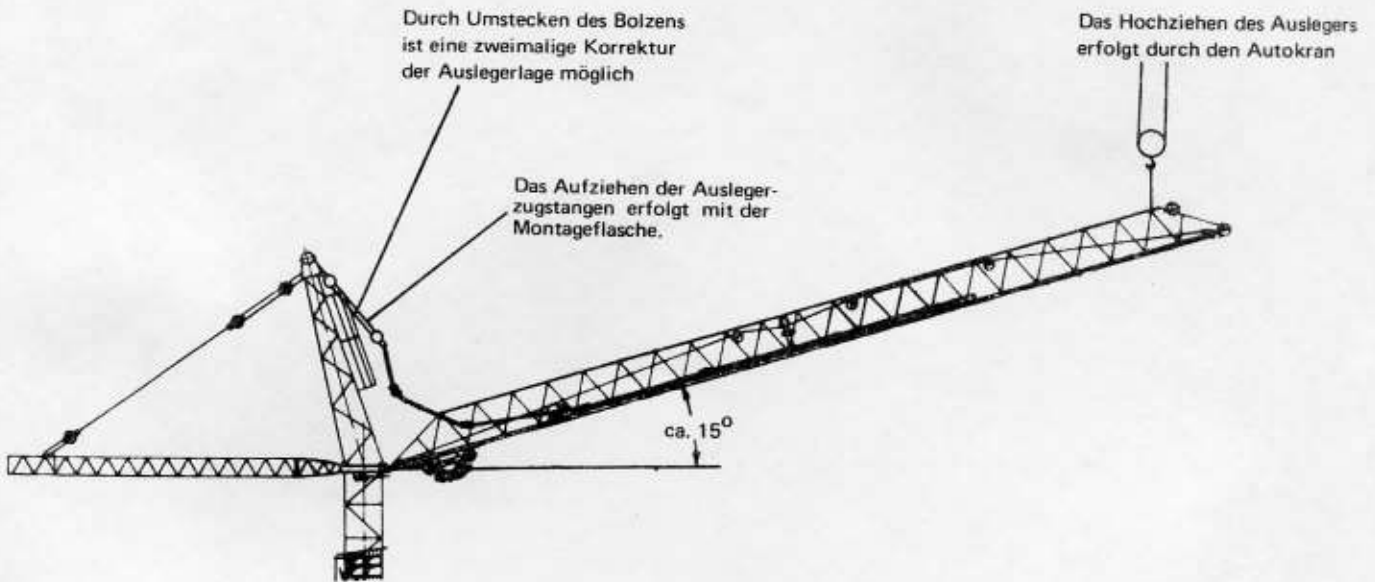 Durch Umstecken des Bolzens
ist eine zweimalige Korrektur
der Auslegerlage möglich
Das Hochziehen des Auslegers
erfolgt durch den Autokran
Das Aufziehen der Ausleger-
zugstangen erfolgt mit der
Montageflasche.
ca. 15°